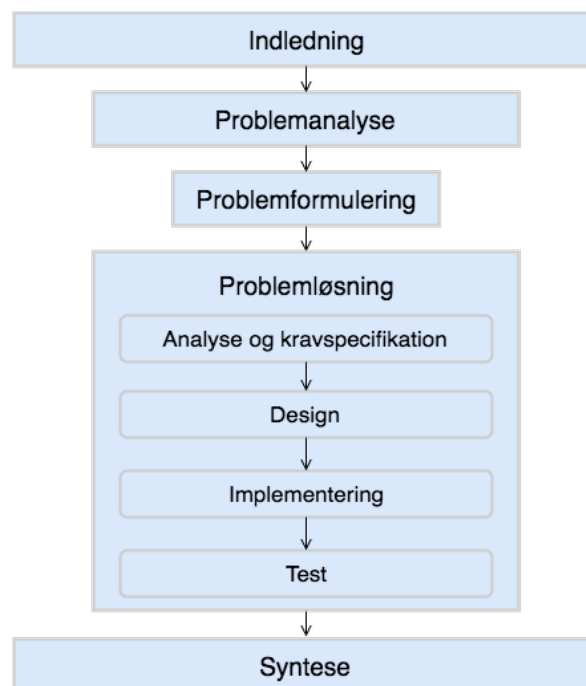 Indledning
Problemanalyse
Problemformulering
Problemløsning
Analyse og kravspecifikation
Design
Implementering
Test
Syntese